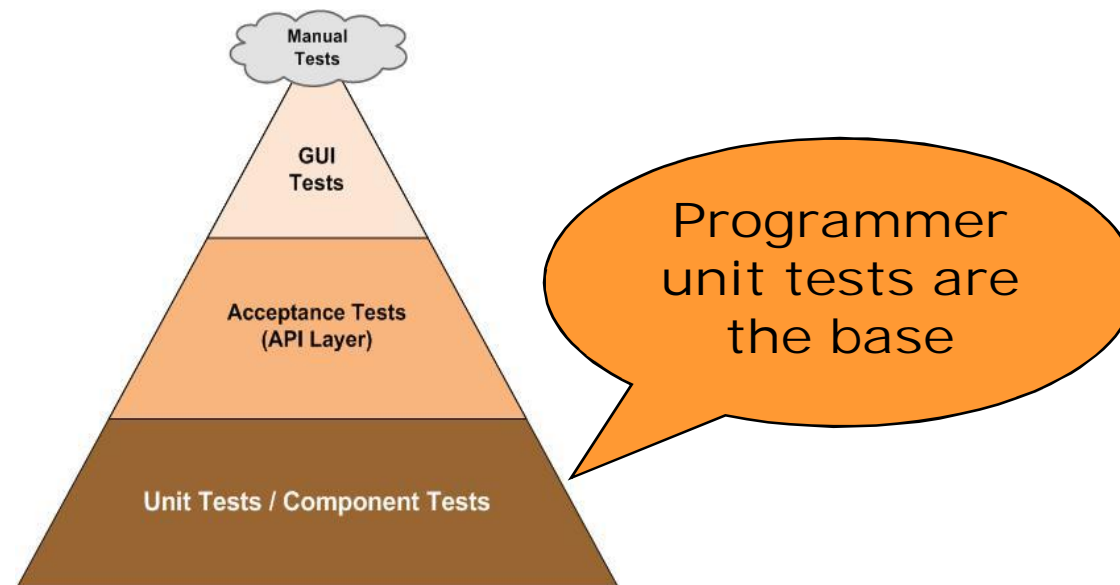 Manual
Tests
GUI
Tests
Acceptance Tests
(API Layer)
Unit Tests / Component Tests
Programmer
unit tests are
the base